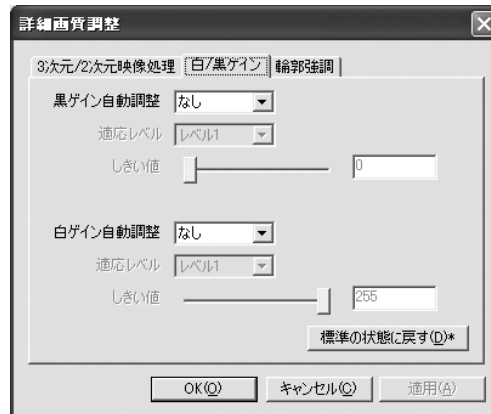 詳細画質調整
3次元/2次元映像処理 白/黒ゲイン 輪郭強調
黒ゲイン自動調整 なし
適応レベル レベル1
しきい値 0
白ゲイン自動調整 なし
適応レベル レベル1
しきい値 255
標準の状態に戻す(D)*
OK(O) キャンセル(C) 適用(A)